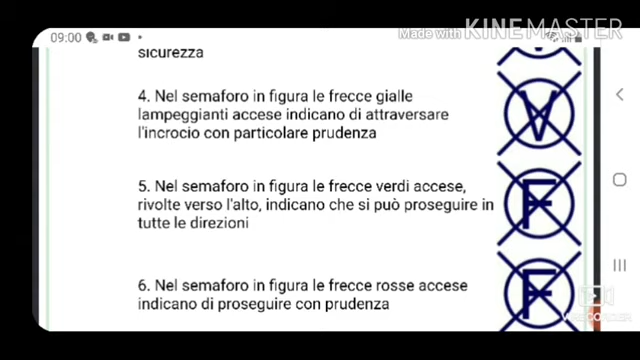 Made with KINEMASTER
09:00
sicurezza
4. Nel semaforo in figura le frecce gialle
lampeggianti accese indicano di attraversare
l'incrocio con particolare prudenza
V
5. Nel semaforo in figura le frecce verdi accese,
rivolte verso l'alto, indicano che si può proseguire in
tutte le direzioni
F
6. Nel semaforo in figura le frecce rosse accese
indicano di proseguire con prudenza
F